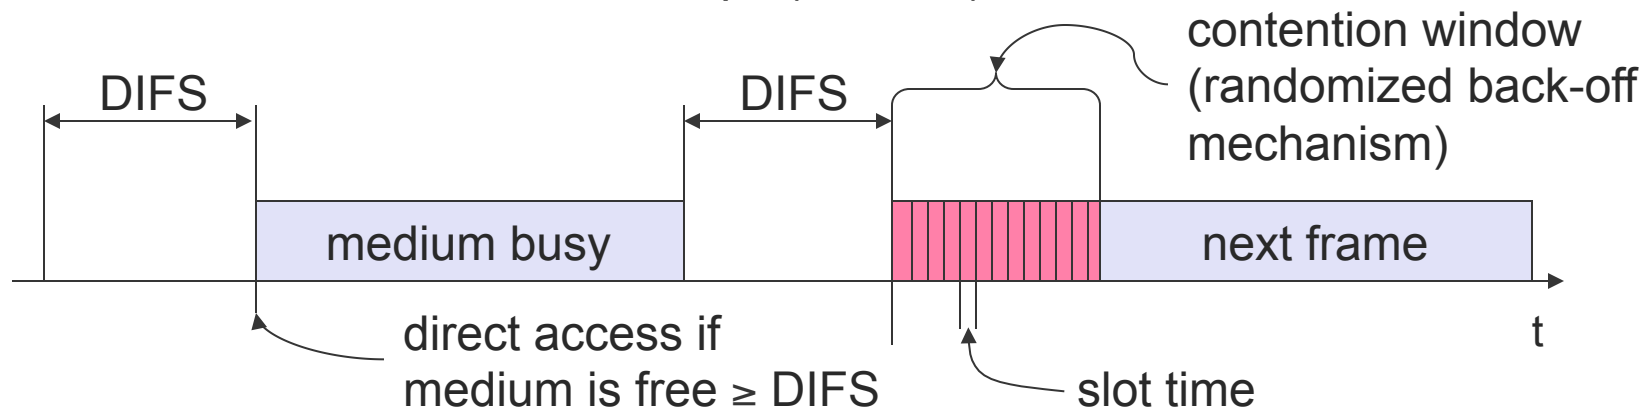 contention window
(randomized back-off
mechanism)
DIFS
DIFS
medium busy
next frame
direct access if
medium is free ≥ DIFS
slot time
t